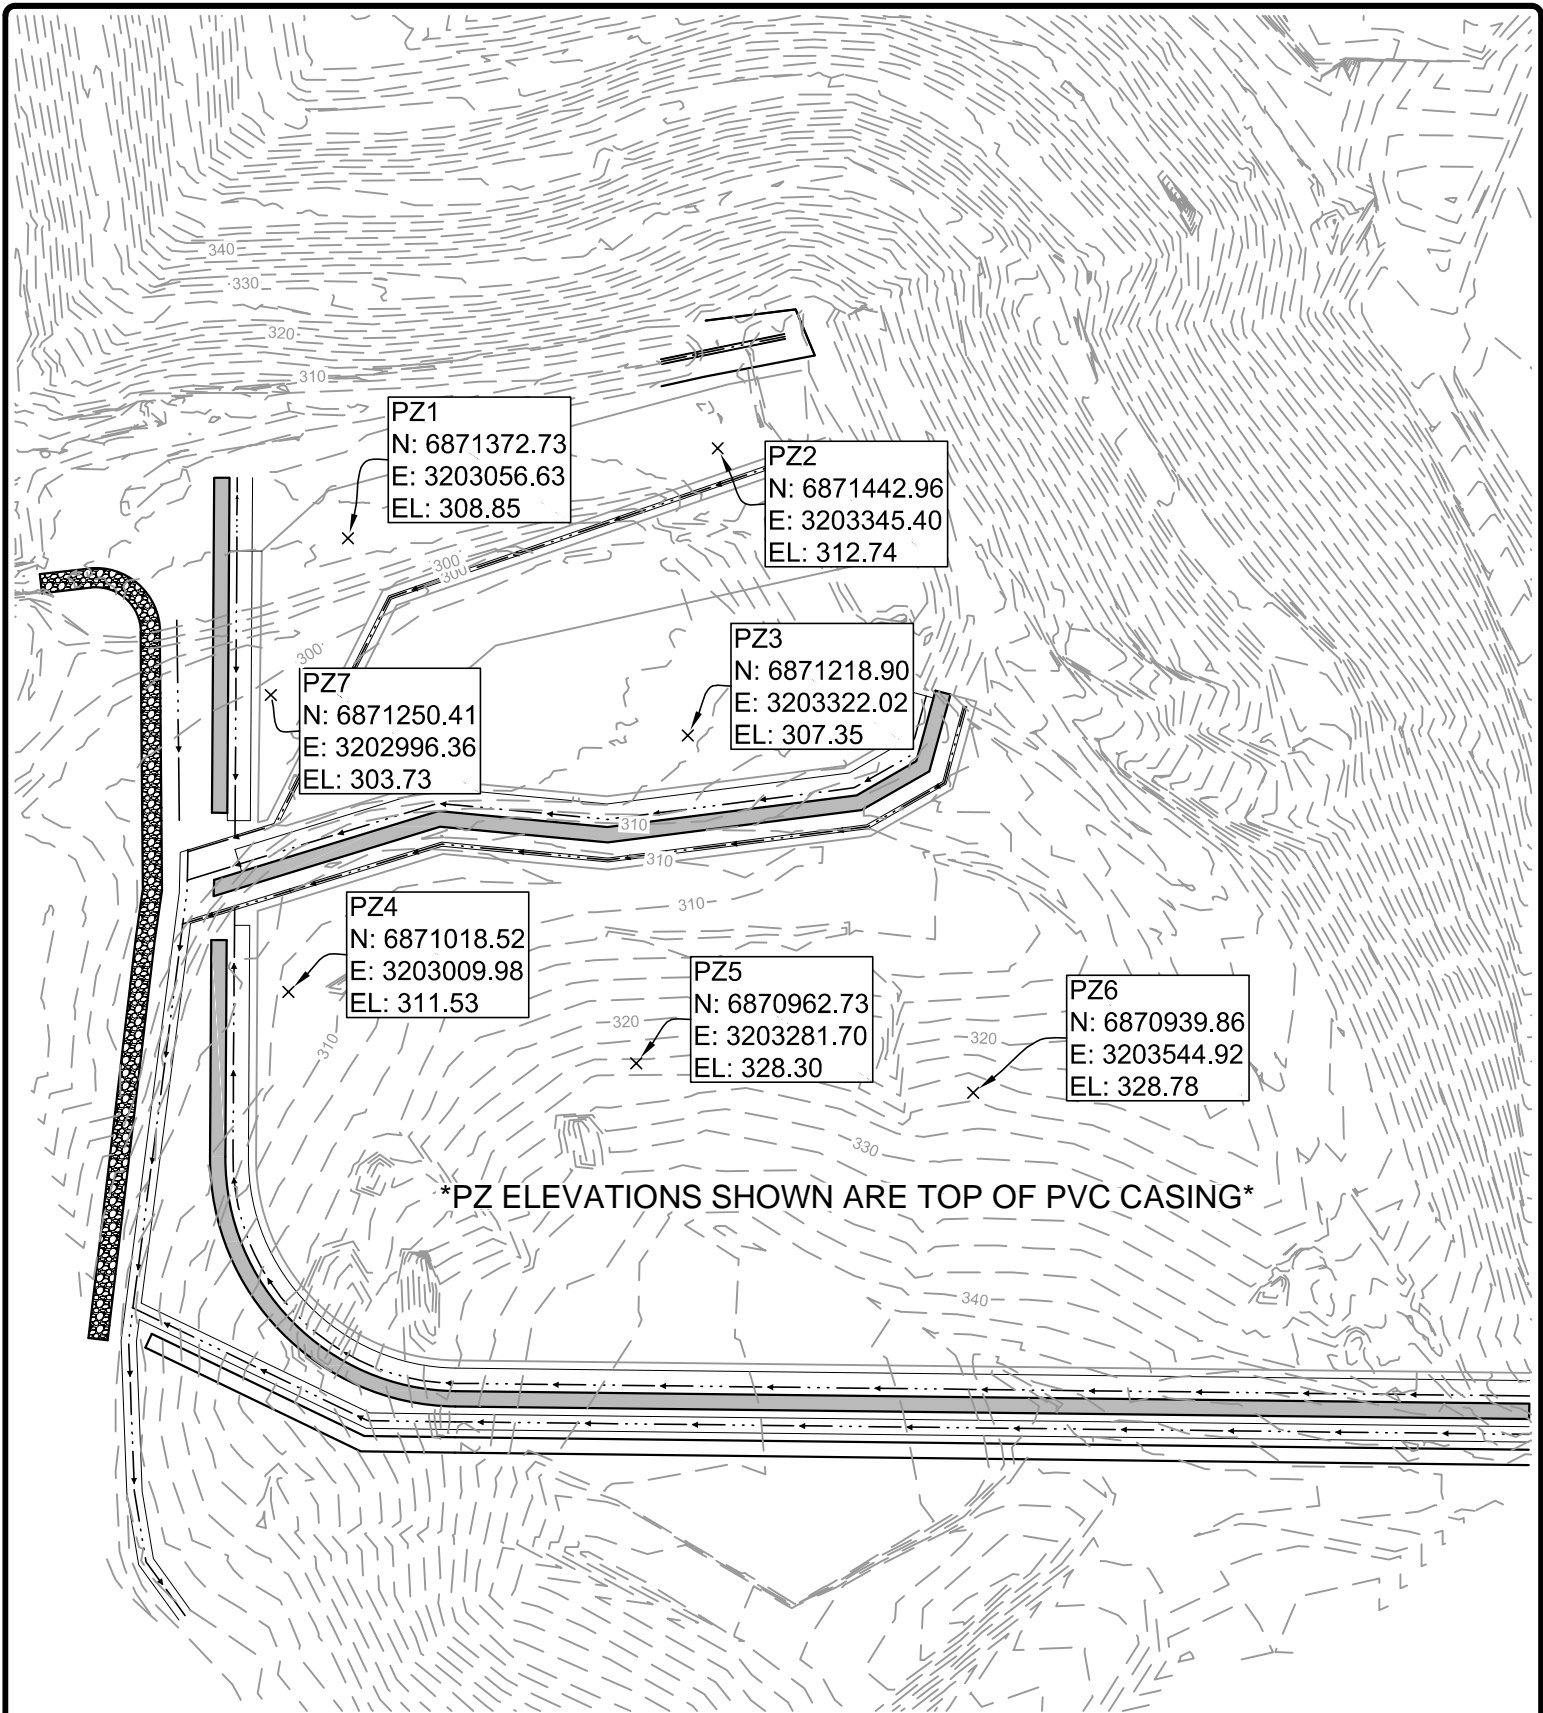 340
330
320
310
PZ1
N: 6871372.73
E: 3203056.63
EL: 308.85
PZ2
N: 6871442.96
E: 3203345.40
EL: 312.74
300
300
300
PZ3
N: 6871218.90
E: 3203322.02
EL: 307.35
PZ7
N: 6871250.41
E: 3202996.36
EL: 303.73
310
310
310
PZ4
N: 6871018.52
E: 3203009.98
EL: 311.53
PZ5
N: 6870962.73
E: 3203281.70
EL: 328.30
PZ6
N: 6870939.86
E: 3203544.92
EL: 328.78
310
320
320
330
*PZ ELEVATIONS SHOWN ARE TOP OF PVC CASING*
340